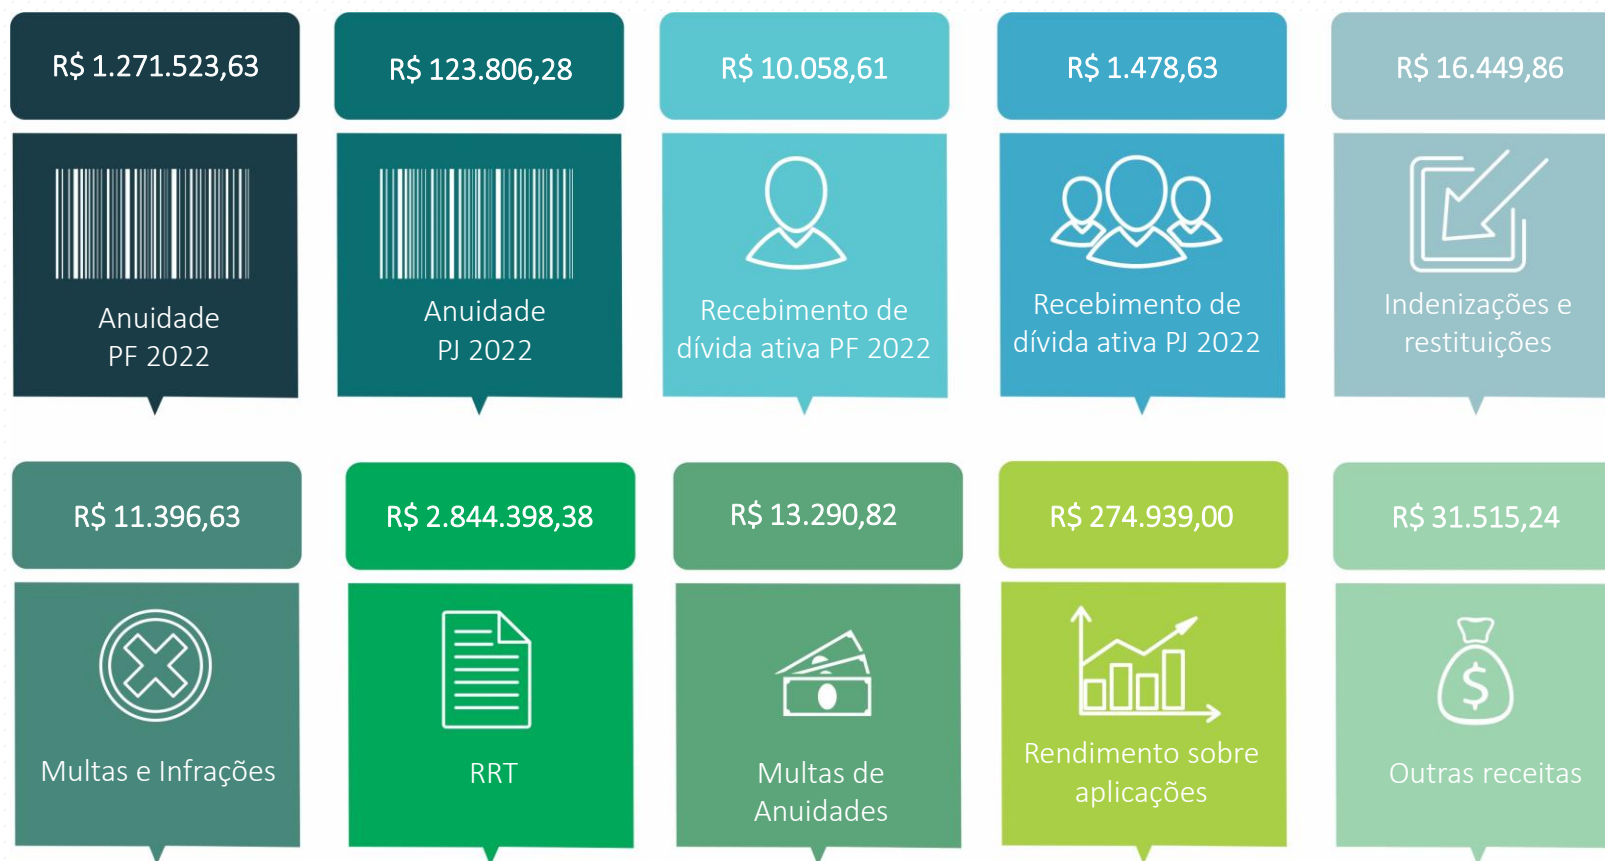 R$ 1.271.523,63
Anuidade
PF 2022
R$ 123.806,28
Anuidade
PJ 2022
R$ 10.058,61
Recebimento de
dívida ativa PF 2022
R$ 1.478,63
Recebimento de
dívida ativa PJ 2022
R$ 16.449,86
Indenizações e
restituições
R$ 11.396,63
Multas e Infrações
R$ 2.844.398,38
RRT
R$ 13.290,82
Multas de
Anuidades
R$ 274.939,00
Rendimento sobre
aplicações
R$ 31.515,24
$
Outras receitas